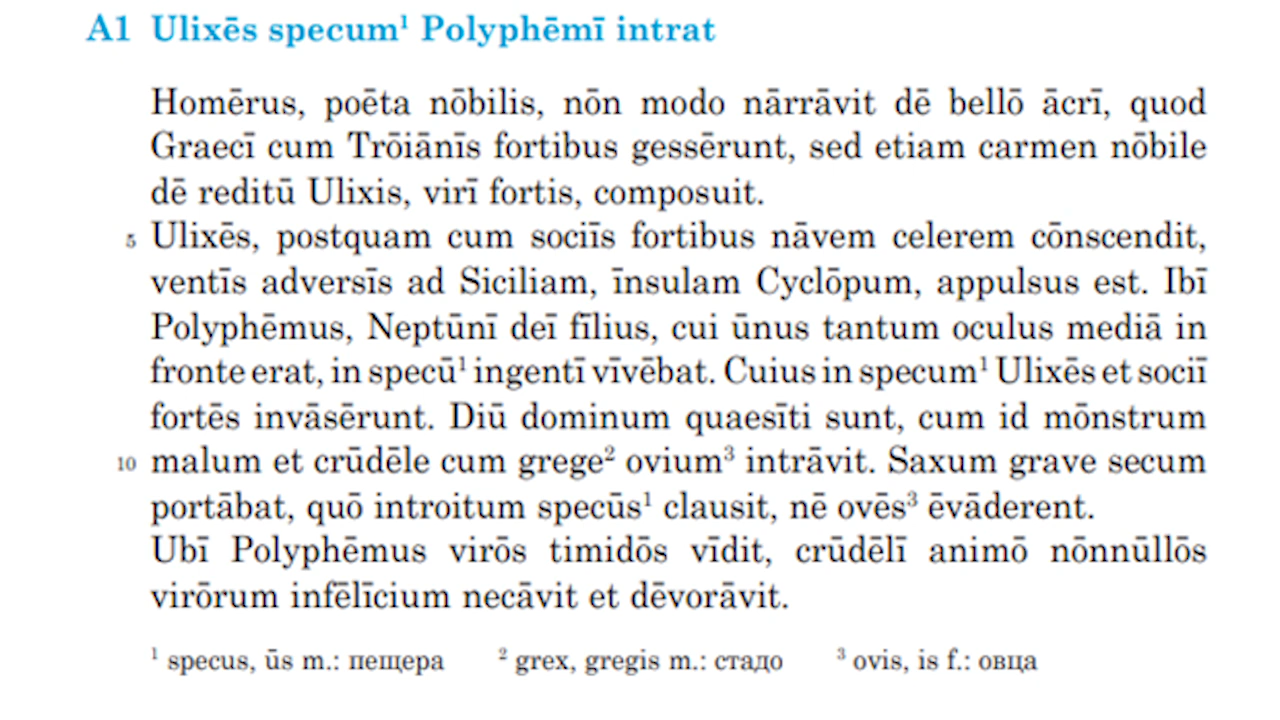 A1 Ulixēs specum¹ Polyphēmī intrat
Homērus, poēta nōbilis, nōn modo nārrāvit dē bellō ācrī, quod
Graecī cum Trōiānīs fortibus gessērunt, sed etiam carmen nōbile
dē reditū Ulixis, virī fortis, composuit.
5 Ulixēs, postquam cum sociīs fortibus nāvem celerem cōnscendit,
ventīs adversīs ad Siciliam, īnsulam Cyclōpum, appulsus est. Ibī
Polyphēmus, Neptūnī deī fīlius, cui ūnus tantum oculus mediā in
fronte erat, in specū¹ ingentī vīvēbat. Cuius in specum¹ Ulixēs et sociī
fortēs invāsērunt. Diū dominum quaesīti sunt, cum id mōnstrum
10 malum et crūdēle cum grege² ovium³ intrāvit. Saxum grave secum
portābat, quō introitum specūs¹ clausit, nē ovēs³ ēvāderent.
Ubī Polyphēmus virōs timidōs vīdit, crūdēlī animō nōnnūllōs
virōrum infēlīcium necāvit et dēvorāvit.
¹ specus, ūs m.: пещера ² grex, gregis m.: стадо ³ ovis, is f.: овца